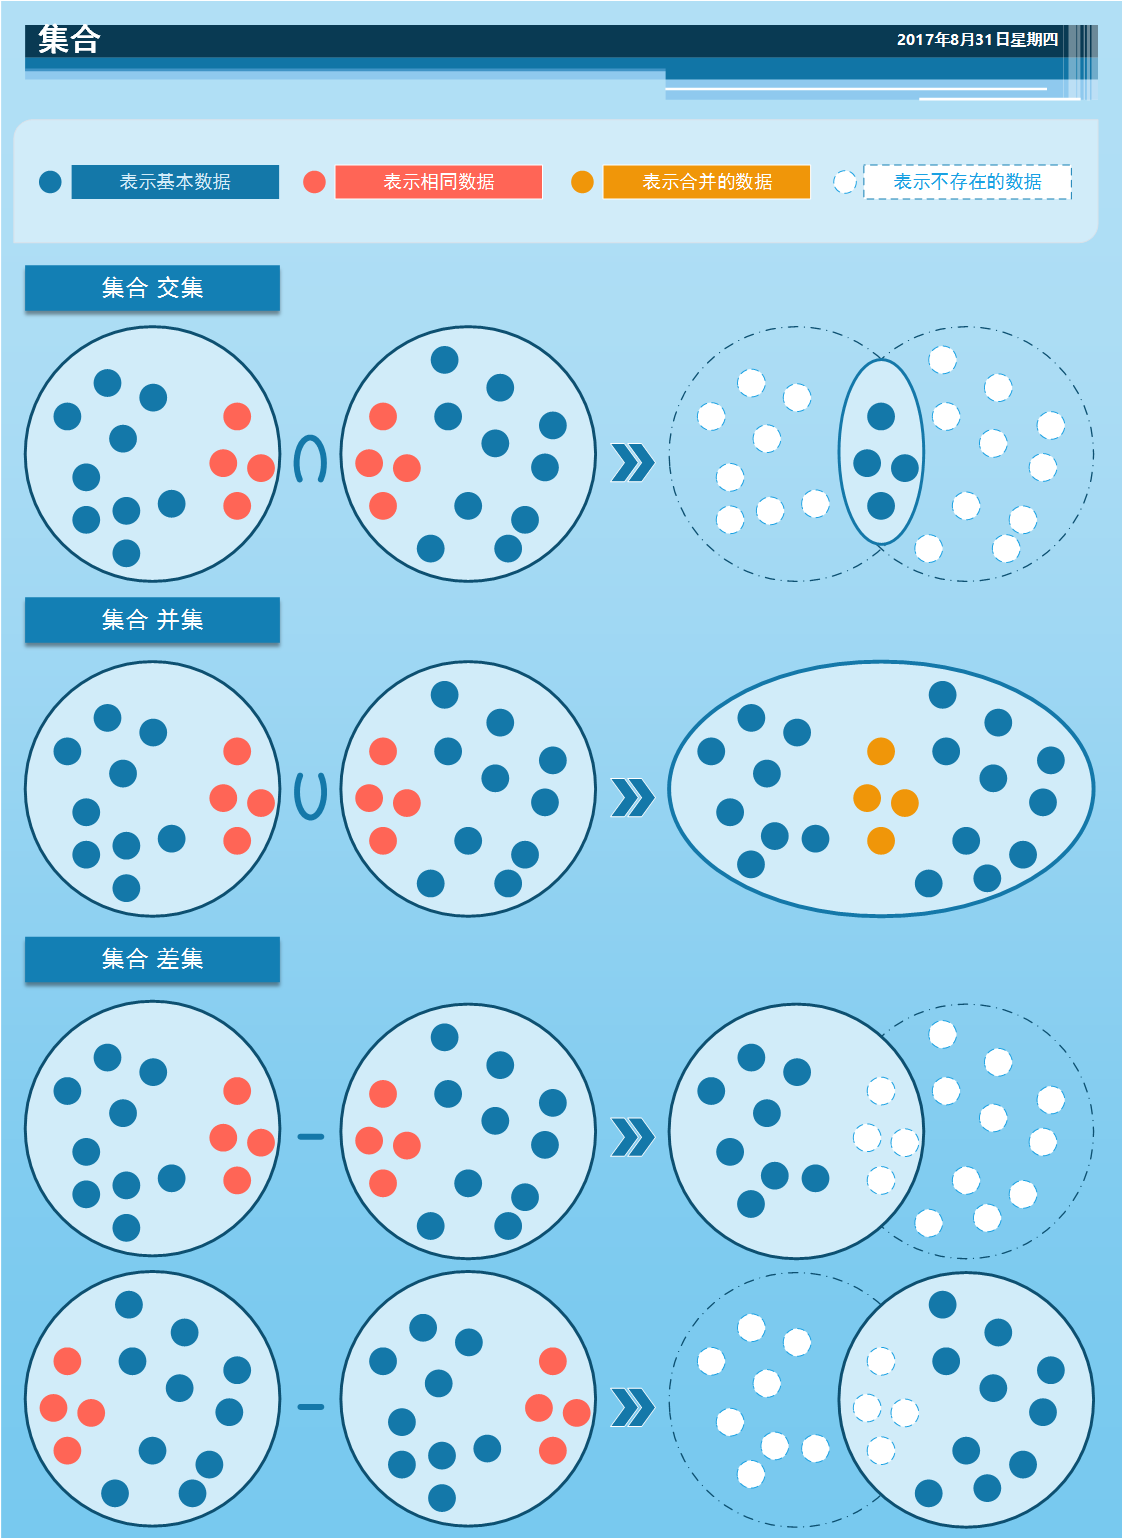 集合
2017年8月31日星期四
表示基本数据
表示相同数据
表示合并的数据
表示不存在的数据
集合 交集
集合 并集
集合 差集